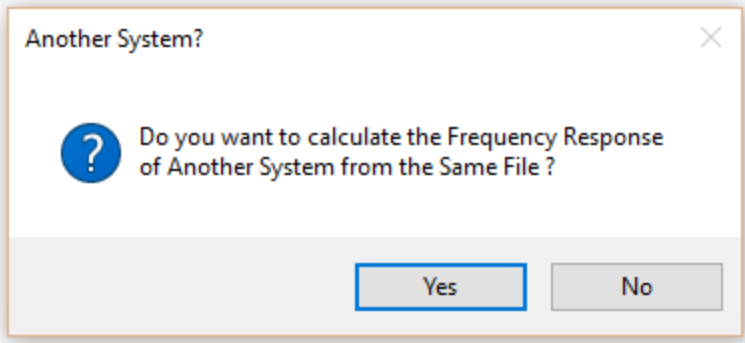 Another System?
Do you want to calculate the Frequency Response
of Another System from the Same File ?
Yes
No